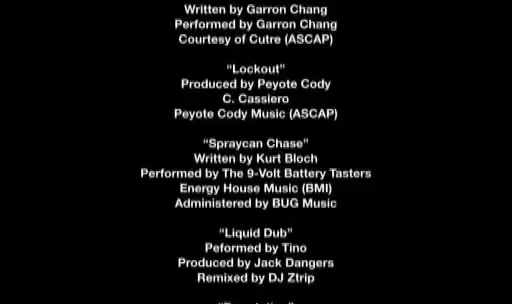 Written by Garron Chang
Performed by Garron Chang
Courtesy of Cutre (ASCAP)
“Lockout”
Produced by Peyote Cody
C. Cassiero
Peyote Cody Music (ASCAP)
“Spraycan Chase”
Written by Kurt Bloch
Performed by The 9-Volt Battery Tasters
Energy House Music (BMI)
Administered by BUG Music
“Liquid Dub”
Peformed by Tino
Produced by Jack Dangers
Remixed by DJ Ztrip